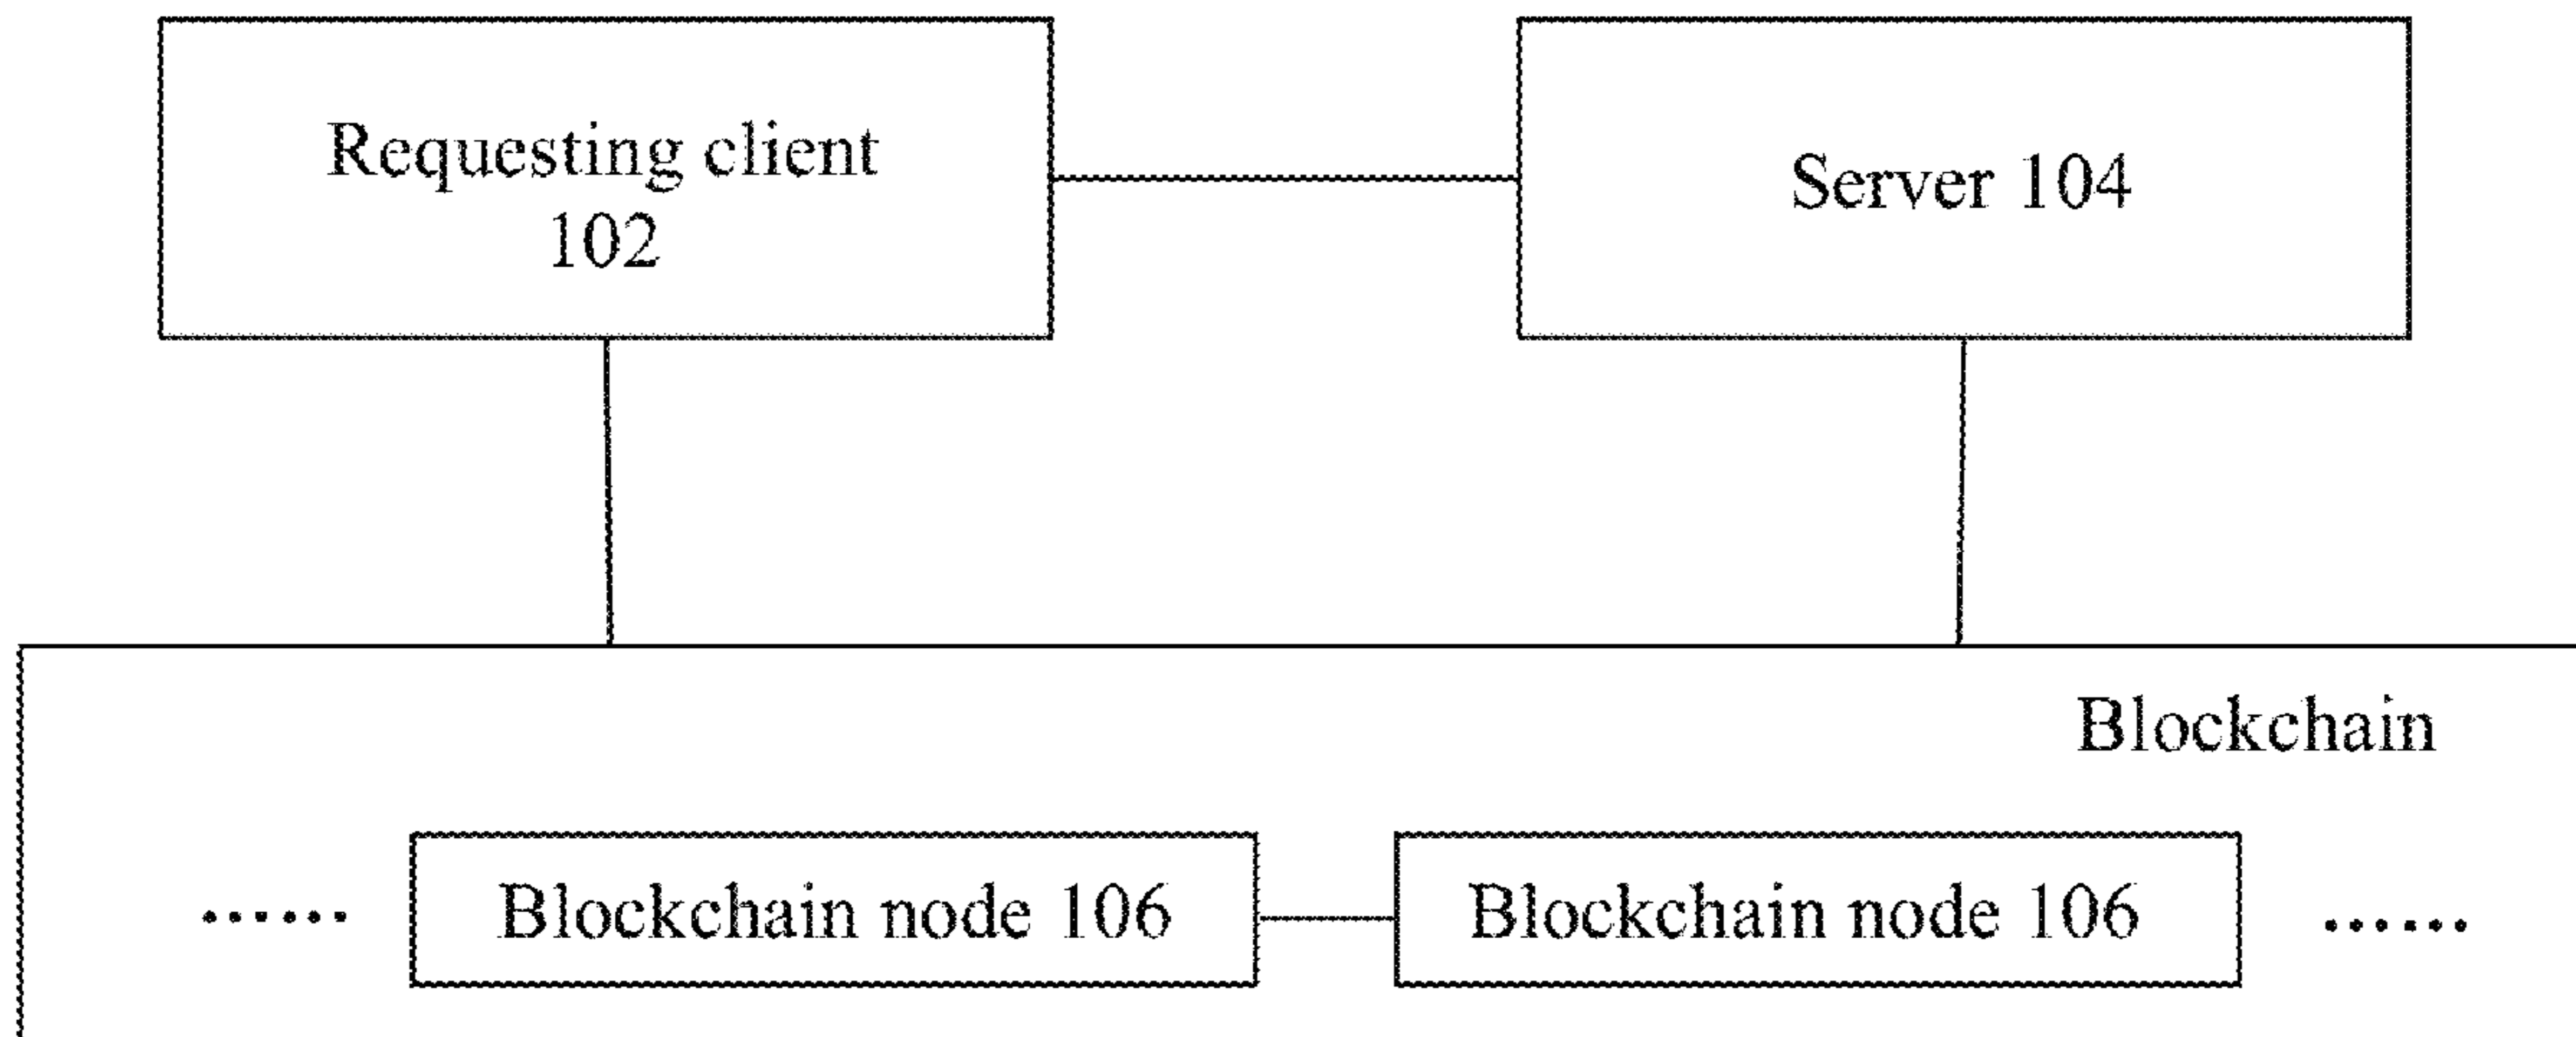 Requesting client
102
Server 104
Blockchain
...... Blockchain node 106 Blockchain node 106 ......